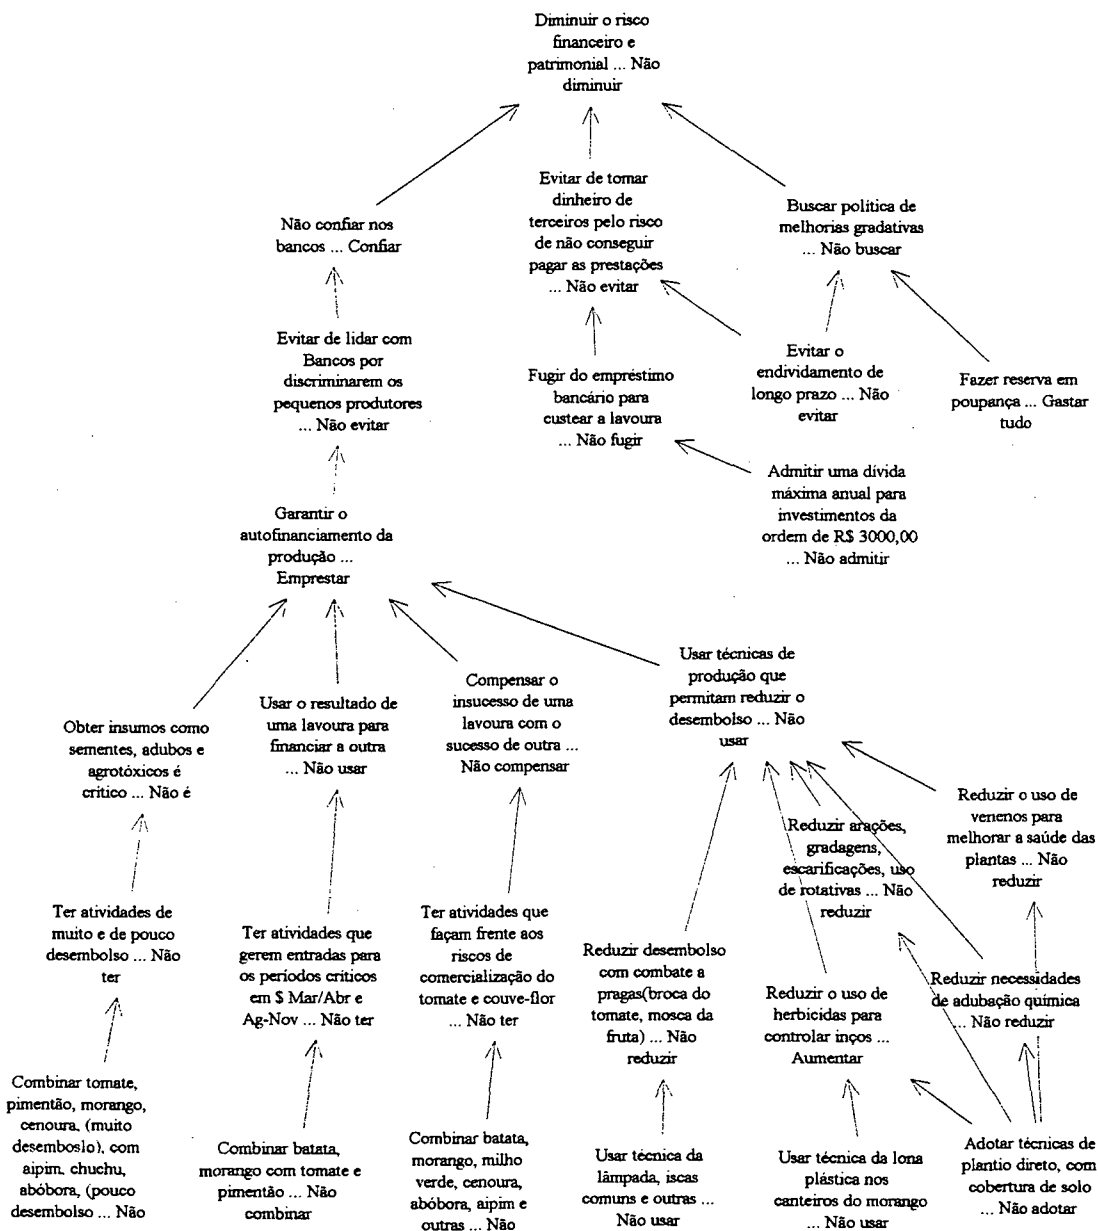 Diminuir o risco
financeiro e
patrimonial ... Não
diminuir
Não confiar nos
bancos ... Confiar
Evitar de tomar
dinheiro de
terceiros pelo risco
de não conseguir
pagar as prestações
... Não evitar
Buscar política de
melhorias gradativas
... Não buscar
Evitar de lidar com
Bancos por
discriminarem os
pequenos produtores
... Não evitar
Fugir do empréstimo
bancário para
custear a lavoura
... Não fugir
Evitar o
endividamento de
longo prazo ... Não
evitar
Fazer reserva em
poupança ... Gastar
tudo
Admitir uma dívida
máxima anual para
investimentos da
ordem de R$ 3000,00
... Não admitir
Garantir o
autofinanciamento da
produção ...
Emprestar
Obter insumos como
sementes, adubos e
agrotóxicos é
crítico ... Não é
Usar o resultado de
uma lavoura para
financiar a outra
... Não usar
Compensar o
insucesso de uma
lavoura com o
sucesso de outra ...
Não compensar
Usar técnicas de
produção que
permitam reduzir o
desembolso ... Não
usar
Reduzir arações,
gradagens,
escarificações, uso
de rotativas ... Não
reduzir
Reduzir o uso de
venenos para
melhorar a saúde das
plantas ... Não
reduzir
Ter atividades de
muito e de pouco
desembolso ... Não
ter
Ter atividades que
gerem entradas para
os períodos críticos
em $ Mar/Abr e
Ag-Nov ... Não ter
Ter atividades que
façam frente aos
riscos de
comercialização do
tomate e couve-flor
... Não ter
Reduzir desembolso
com combate a
pragas(broca do
tomate, mosca da
fruta) ... Não
reduzir
Reduzir o uso de
herbicidas para
controlar inços ...
Aumentar
Reduzir necessidades
de adubação química
... Não reduzir
Combinar tomate,
pimentão, morango,
cenoura, (muito
desemboslo), com
aipim, chuchu,
abóbora, (pouco
desembolso ... Não
Combinar batata,
morango com tomate e
pimentão ... Não
combinar
Combinar batata,
morango, milho
verde, cenoura,
abóbora, aipim e
outras ... Não
Usar técnica da
lâmpada, iscas
comuns e outras ...
Não usar
Usar técnica da lona
plástica nos
canteiros do morango
... Não usar
Adotar técnicas de
plantio direto, com
cobertura de solo
... Não adotar